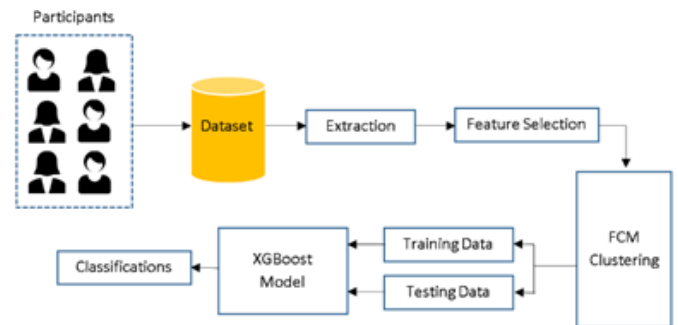 Participants
Dataset
Extraction
Feature Selection
FCM
Clustering
Training Data
Testing Data
XGBoost
Model
Classifications